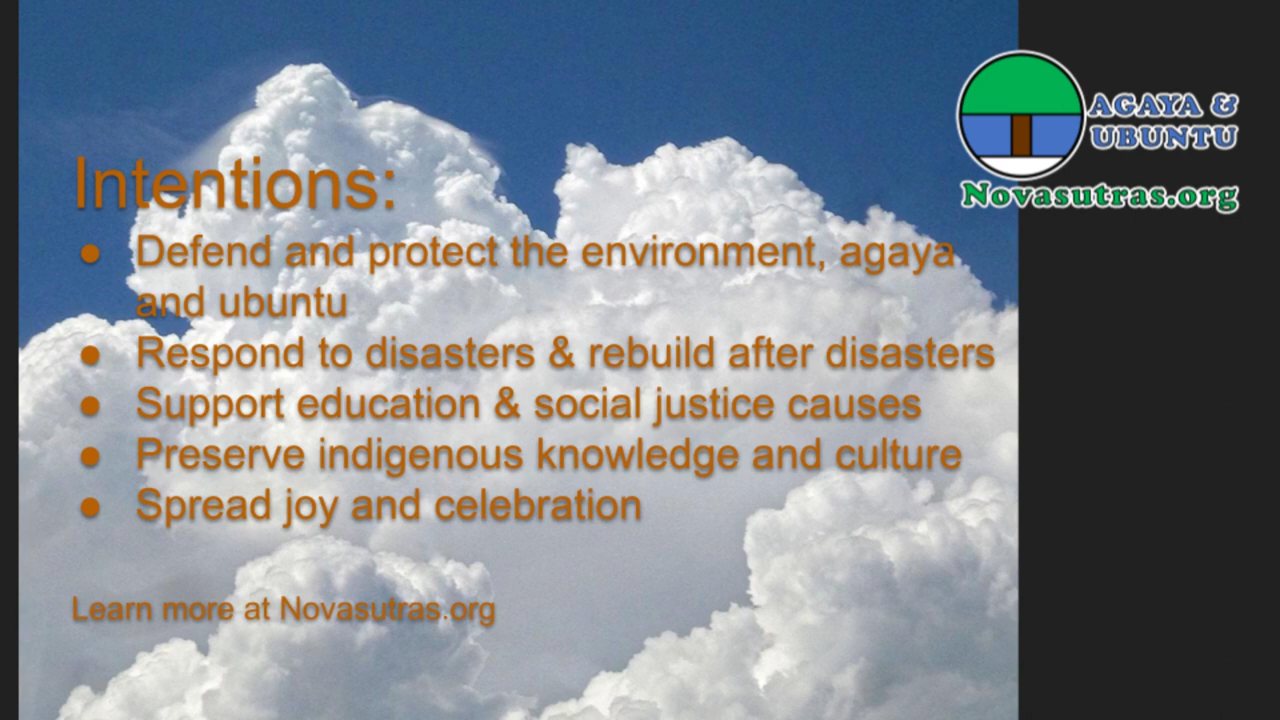 AGAYA &
UBUNTU
Novasutras.org
Intentions:
● Defend and protect the environment, agaya
and ubuntu
● Respond to disasters & rebuild after disasters
● Support education & social justice causes
● Preserve indigenous knowledge and culture
● Spread joy and celebration
Learn more at Novasutras.org